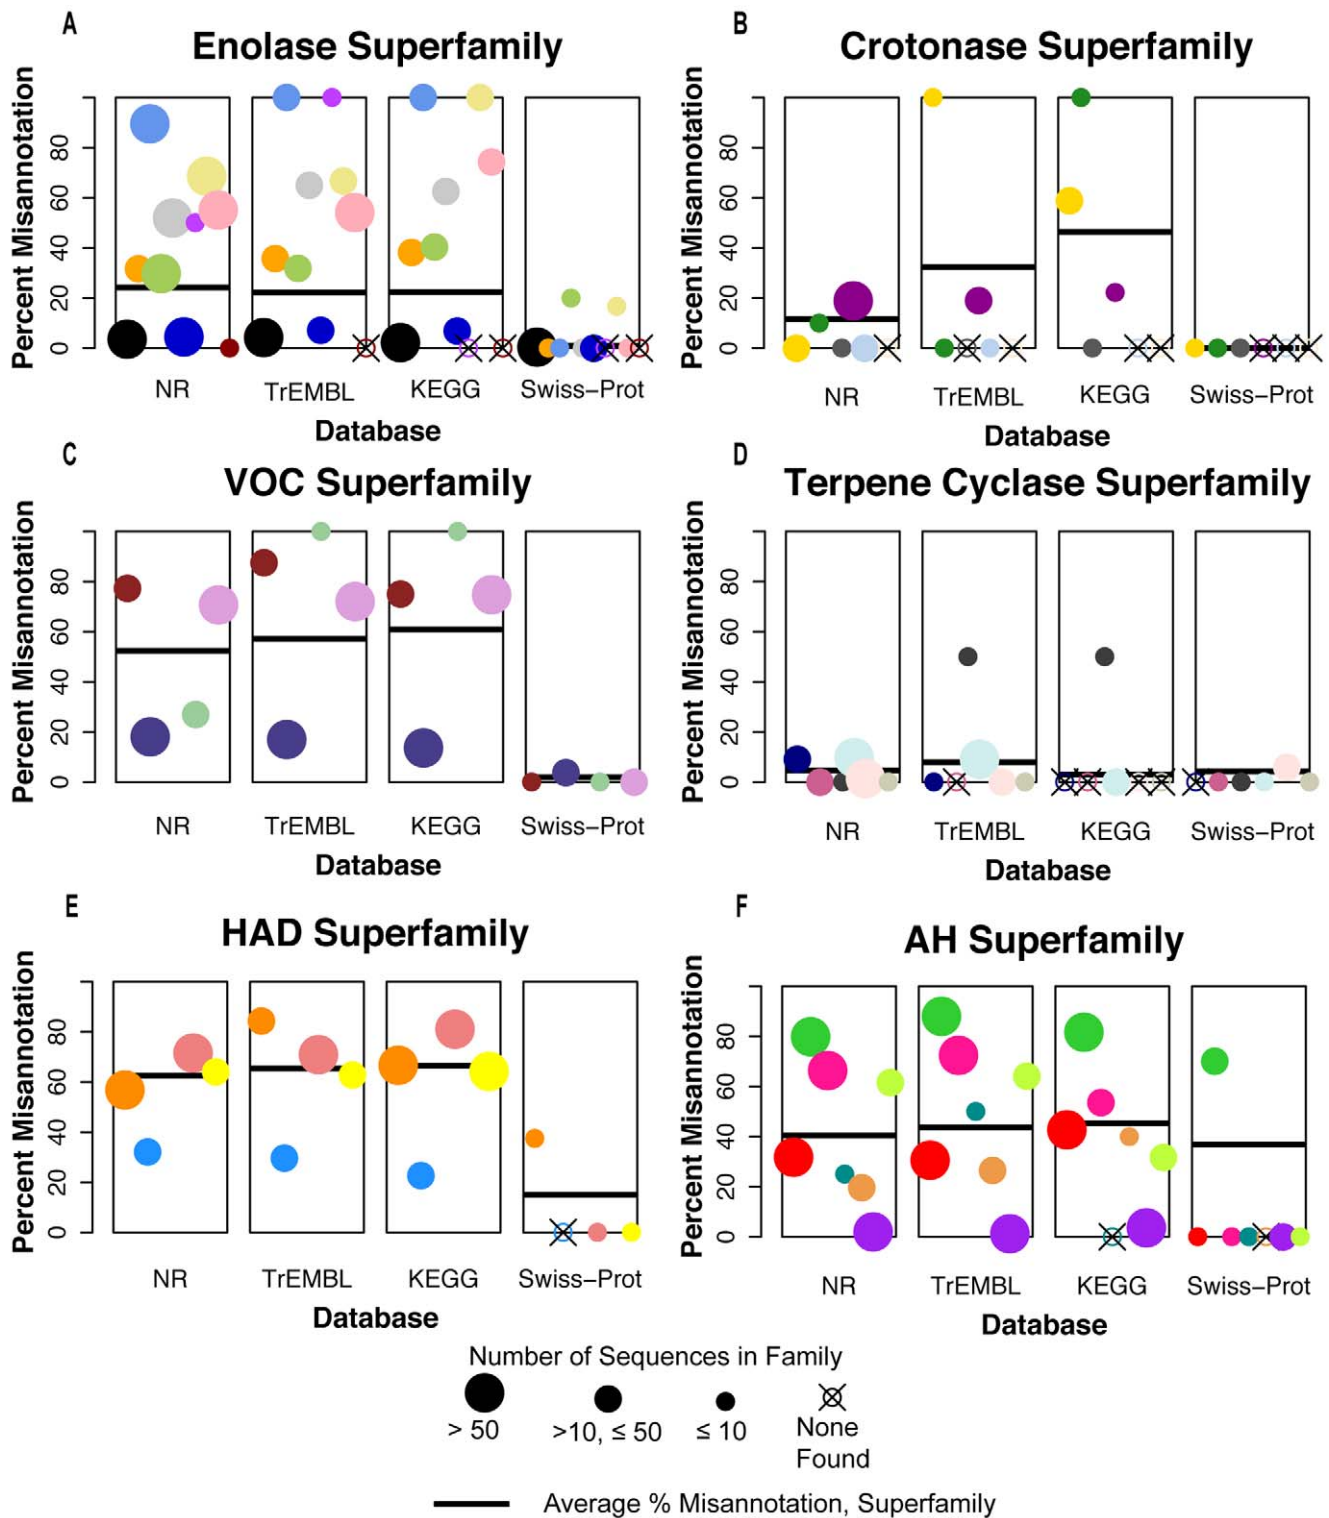 A
Enolase Superfamily
Percent Misannotation
0 20 40 60 80
NR TrEMBL KEGG Swiss–Prot
Database
B
Crotonase Superfamily
Percent Misannotation
0 20 40 60 80
NR TrEMBL KEGG Swiss–Prot
Database
C
VOC Superfamily
Percent Misannotation
0 20 40 60 80
NR TrEMBL KEGG Swiss–Prot
Database
D
Terpene Cyclase Superfamily
Percent Misannotation
0 20 40 60 80
NR TrEMBL KEGG Swiss–Prot
Database
E
HAD Superfamily
Percent Misannotation
0 20 40 60 80
NR TrEMBL KEGG Swiss–Prot
Database
F
AH Superfamily
Percent Misannotation
0 20 40 60 80
NR TrEMBL KEGG Swiss–Prot
Database
Number of Sequences in Family
> 50 >10, ≤ 50 ≤ 10 None
Found
Average % Misannotation, Superfamily